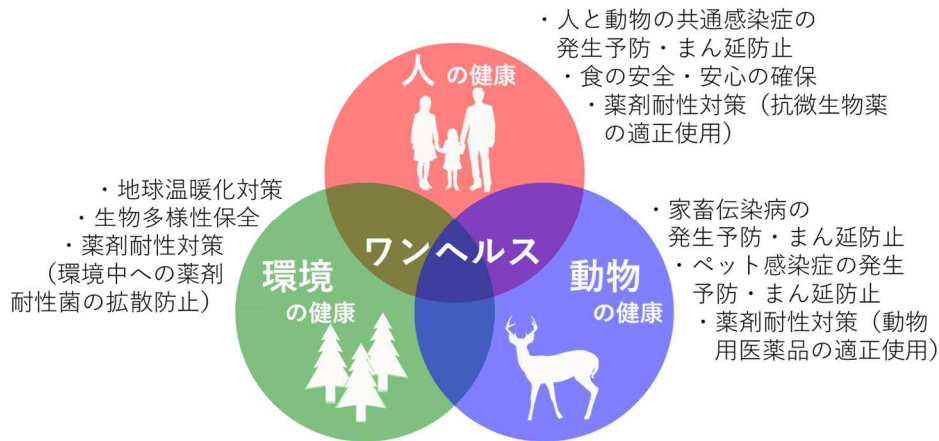 ・人と動物の共通感染症の
発生予防・まん延防止
・食の安全・安心の確保
・薬剤耐性対策（抗微生物薬
の適正使用）
人の健康
・地球温暖化対策
・生物多様性保全
・薬剤耐性対策
（環境中への薬剤
耐性菌の拡散防止）
ワンヘルス
環境
の健康
動物
の健康
・家畜伝染病の
発生予防・まん延防止
・ペット感染症の発生
予防・まん延防止
・薬剤耐性対策（動物
用医薬品の適正使用）